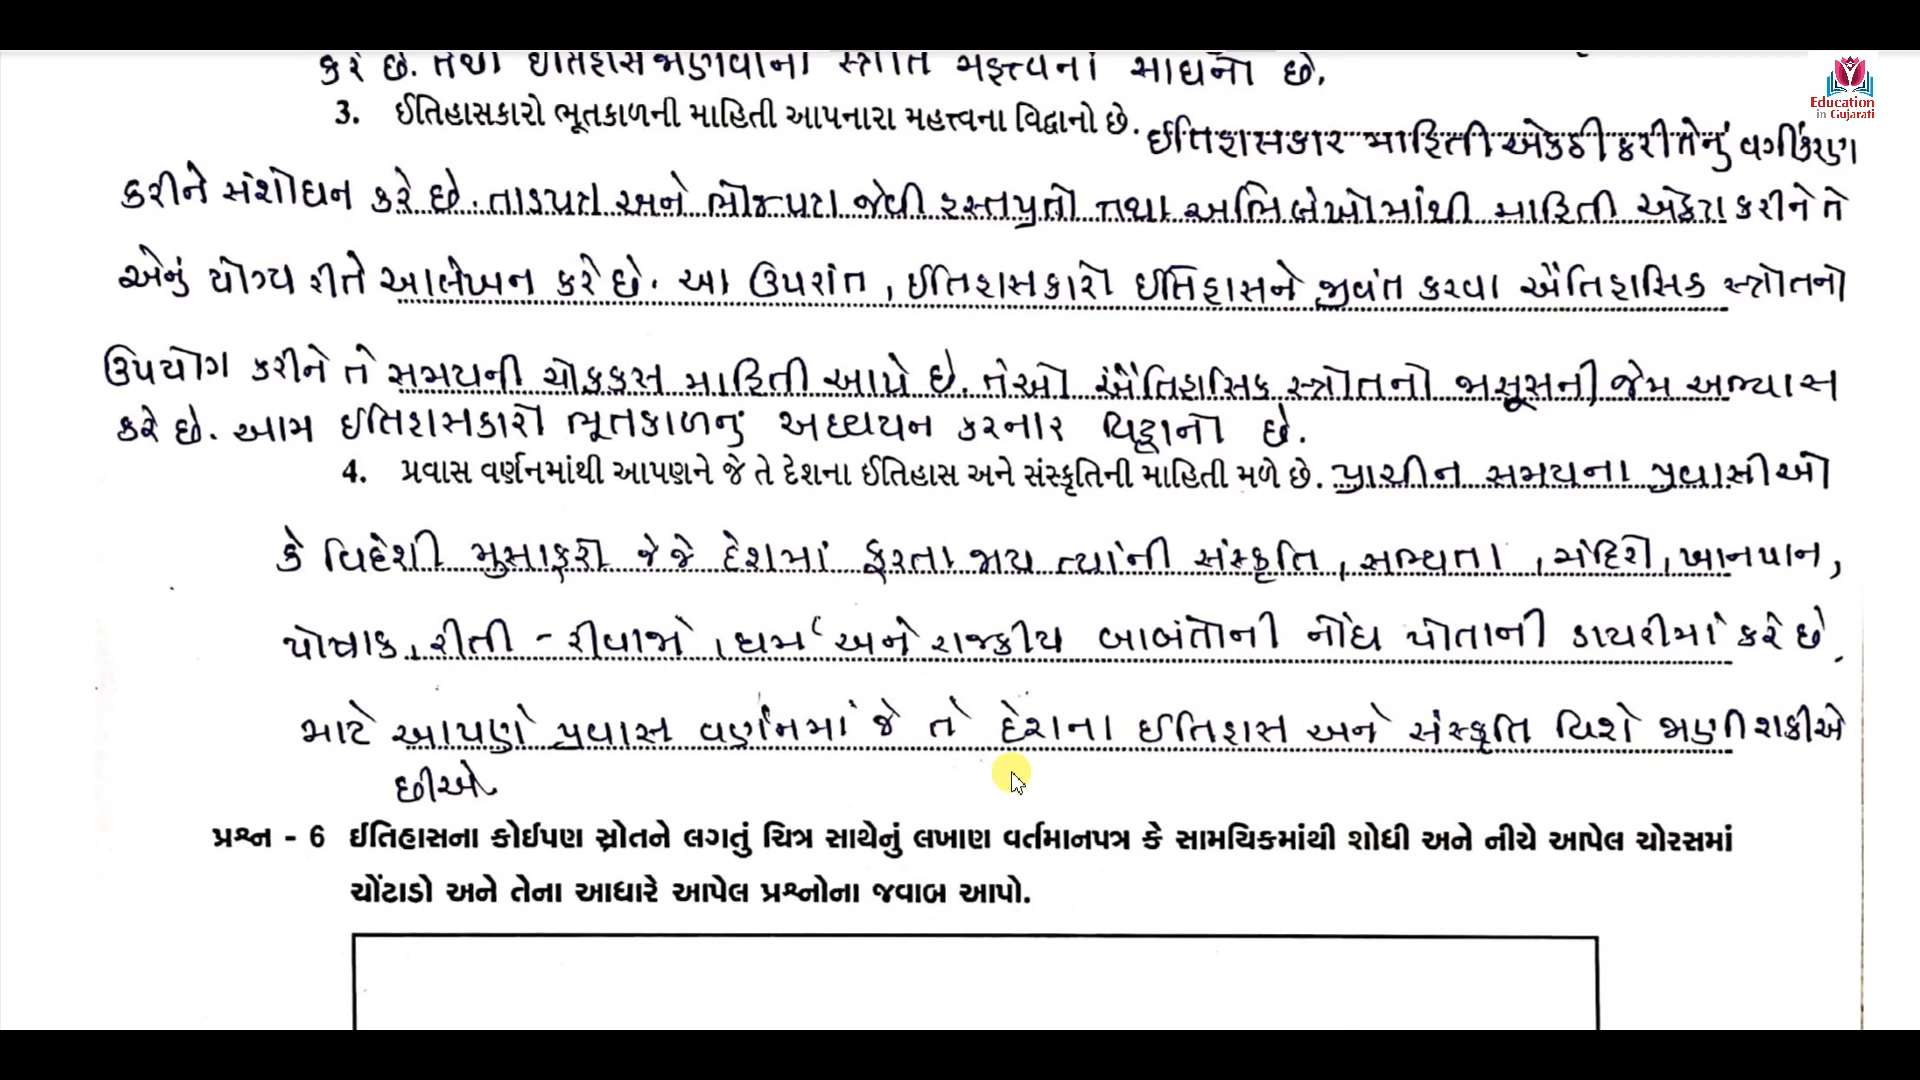 કરે છે. તથા ઇતિહાસ જાણવાના સ્ત્રોત મહત્ત્વનાં સાધનો છે.
Education
in Gujarati
3. ઈતિહાસકારો ભૂતકાળની માહિતી આપનારા મહત્ત્વના વિદ્વાનો છે. ઈતિહાસકાર માહિતી એકઠી કરી તેનું વર્ગીકરણ
કરીને સંશોધન કરે છે. તાડપત્ર અને ભોજપત્ર જેવી હસ્તપ્રતો તથા અભિલેખોમાંથી માહિતી એકત્ર કરીને તે
એનું યોગ્ય રીતે આલેખન કરે છે. આ ઉપરાંત, ઈતિહાસકારો ઈતિહાસને જીવંત કરવા ઐતિહાસિક સ્ત્રોતનો
ઉપયોગ કરીને તે સમયની ચોક્કસ માહિતી આપે છે. તેઓ ઐતિહાસિક સ્ત્રોતનો જાસૂસની જેમ અભ્યાસ
કરે છે. આમ ઈતિહાસકારો ભૂતકાળનું અધ્યયન કરનાર વિદ્વાનો છે.
4. પ્રવાસ વર્ણનમાંથી આપણને જે તે દેશના ઈતિહાસ અને સંસ્કૃતિની માહિતી મળે છે. પ્રાચીન સમયના પ્રવાસીઓ
કે વિદેશી મુસાફરો જે જે દેશમાં ફરતા જાય ત્યાંની સંસ્કૃતિ, સભ્યતા, મંદિરો, ખાનપાન,
પોષાક, રીતી - રીવાજો, ધર્મ અને રાજકીય બાબતોની નોંધ પોતાની ડાયરીમાં કરે છે.
માટે આપણે પ્રવાસ વર્ણનમાં જે તે દેશના ઈતિહાસ અને સંસ્કૃતિ વિશે જાણી શકીએ
છીએ
પ્રશ્ન - 6 ઈતિહાસના કોઈપણ સ્રોતને લગતું ચિત્ર સાથેનું લખાણ વર્તમાનપત્ર કે સામયિકમાંથી શોધી અને નીચે આપેલ ચોરસમાં
ચોંટાડો અને તેના આધારે આપેલ પ્રશ્નોના જવાબ આપો.